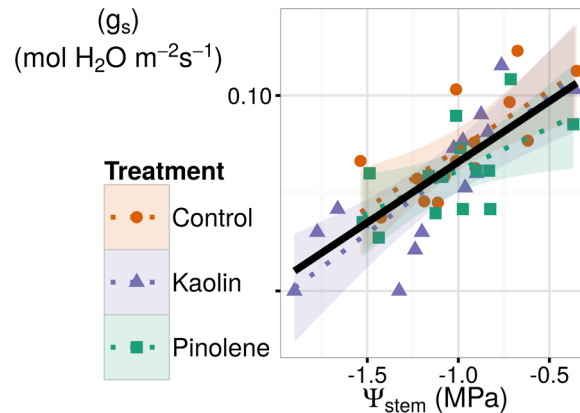 (gₛ)
(mol H₂O m⁻²s⁻¹)
0.10
Treatment
Control
Kaolin
Pinolene
-1.5 -1.0 -0.5
Ψstem (MPa)